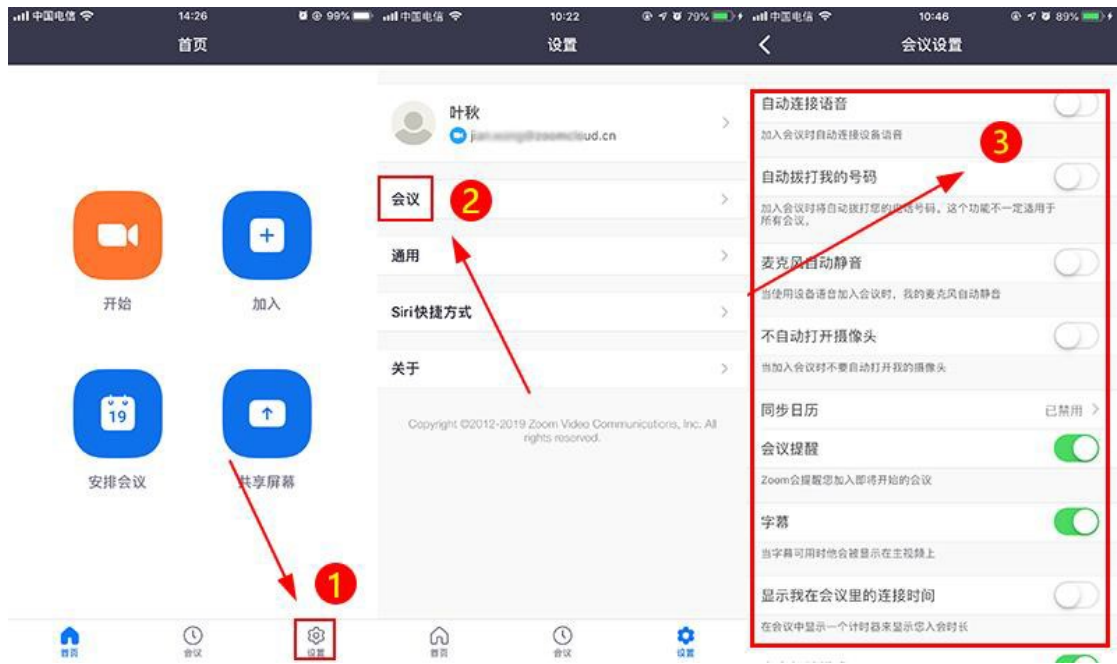 中国电信
14:26
99%
首页
开始
加入
19
安排会议
共享屏幕
1
首页
会议
设置
中国电信
10:22
79%
设置
叶秋
ud.cn
会议
2
通用
Siri快捷方式
关于
Copyright ©2012-2019 Zoom Video Communications, Inc. All
rights reserved.
首页
会议
设置
中国电信
10:46
89%
会议设置
自动连接语音
加入会议时自动连接设备语音
3
自动拨打我的号码
加入会议时将自动拨打您的电话号码，这个功能不一定适用于
所有会议。
麦克风自动静音
当使用设备语音加入会议时，我的麦克风自动静音
不自动打开摄像头
当加入会议时不要自动打开我的摄像头
同步日历
已禁用
会议提醒
Zoom会提醒您加入即将开始的会议
字幕
当字幕可用时他会被显示在主视频上
显示我在会议里的连接时间
在会议中显示一个计时器来显示您入会时长